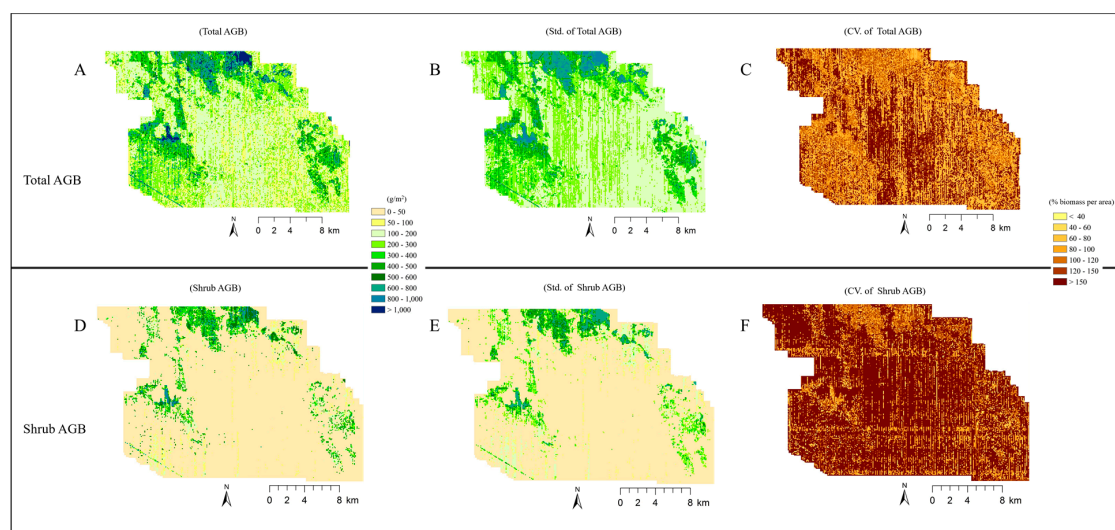 (Total AGB)
(Std. of Total AGB)
(CV. of Total AGB)
A
B
C
Total AGB
N
0 2 4 8 km
N
0 2 4 8 km
N
0 2 4 8 km
(g/m²)
0 - 50
50 - 100
100 - 200
200 - 300
300 - 400
400 - 500
500 - 600
600 - 800
800 - 1,000
> 1,000
(% biomass per area)
< 40
40 - 60
60 - 80
80 - 100
100 - 120
120 - 150
> 150
(Shrub AGB)
(Std. of Shrub AGB)
(CV. of Shrub AGB)
D
E
F
Shrub AGB
N
0 2 4 8 km
N
0 2 4 8 km
N
0 2 4 8 km